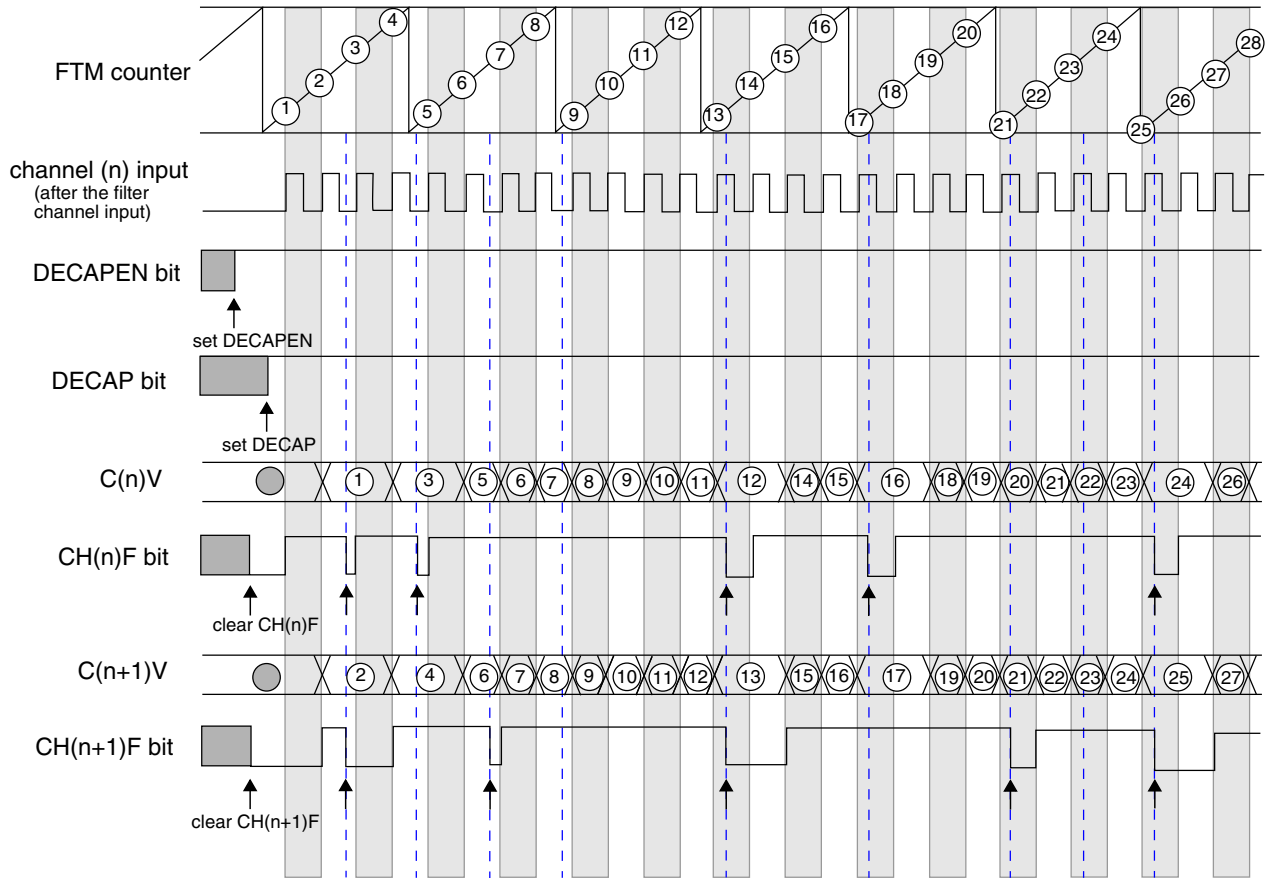 FTM counter
1 2 3 4 5 6 7 8 9 10 11 12 13 14 15 16 17 18 19 20 21 22 23 24 25 26 27 28
channel (n) input
(after the filter
channel input)
DECAPEN bit
set DECAPEN
DECAP bit
set DECAP
C(n)V
1 3 5 6 7 8 9 10 11 12 14 15 16 18 19 20 21 22 23 24 26
CH(n)F bit
clear CH(n)F
C(n+1)V
2 4 6 7 8 9 10 11 12 13 15 16 17 19 20 21 22 23 24 25 27
CH(n+1)F bit
clear CH(n+1)F